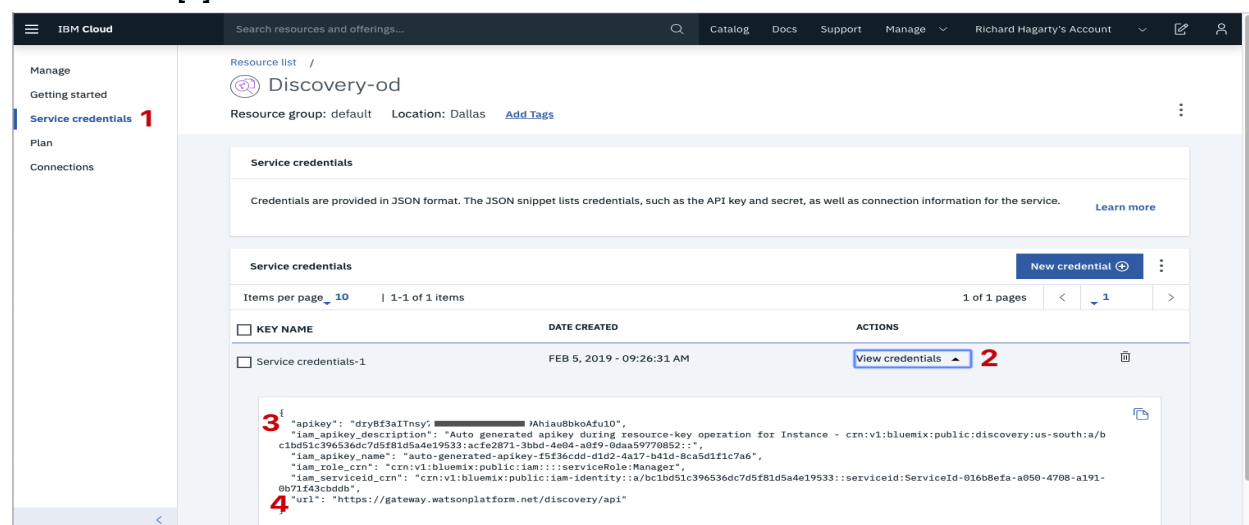 IBM Cloud
Search resources and offerings...
Catalog
Docs
Support
Manage
Richard Hagarty's Account
Manage
Getting started
Service credentials 1
Plan
Connections
Resource list /
Discovery-od
Resource group: default Location: Dallas Add Tags
Service credentials
Credentials are provided in JSON format. The JSON snippet lists credentials, such as the API key and secret, as well as connection information for the service.
Learn more
Service credentials
New credential
Items per page 10 | 1-1 of 1 items
1 of 1 pages < 1 >
KEY NAME DATE CREATED ACTIONS
Service credentials-1 FEB 5, 2019 - 09:26:31 AM View credentials 2
{
3 "apikey": "dryBf3aITnsy Ahiau8bkoAfu1O",
"iam_apikey_description": "Auto generated apikey during resource-key operation for Instance - crn:v1:bluemix:public:discovery:us-south:a/b
c1bd51c396536dc7d5f81d5a4e19533:acfe2871-3bbd-4e04-a0f9-0daa59770852::",
"iam_apikey_name": "auto-generated-apikey-f5f36cdd-d1d2-4a17-b41d-8ca5d1f1c7a6",
"iam_role_crn": "crn:v1:bluemix:public:iam::::serviceRole:Manager",
"iam_serviceid_crn": "crn:v1:bluemix:public:iam-identity::a/bc1bd51c396536dc7d5f81d5a4e19533::serviceid:ServiceId-016b8efa-a050-4708-a191-
0b71f43cbddb",
4 "url": "https://gateway.watsonplatform.net/discovery/api"
}